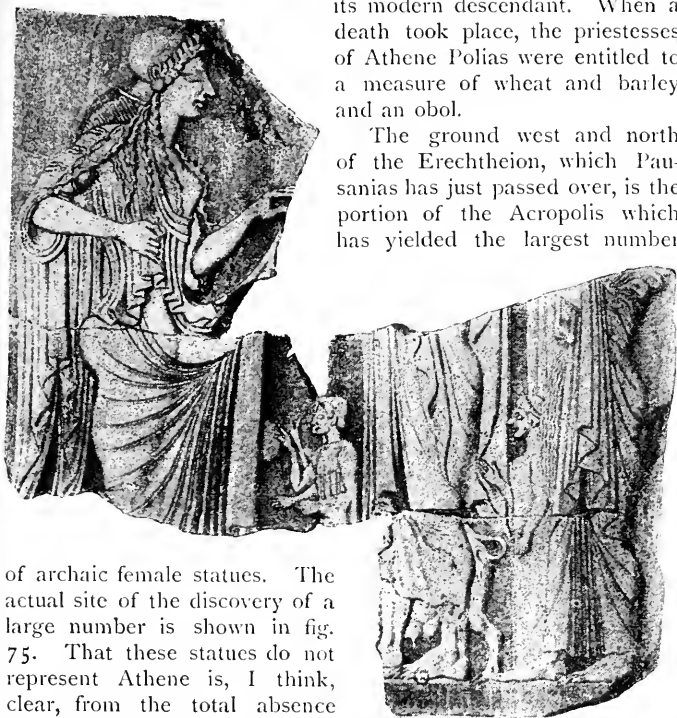 its modern descendant. When a
death took place, the priestesses
of Athene Polias were entitled to
a measure of wheat and barley
and an obol.
The ground west and north
of the Erechtheion, which Pau-
sanias has just passed over, is the
portion of the Acropolis which
has yielded the largest number
of archaic female statues. The
actual site of the discovery of a
large number is shown in fig.
75. That these statues do not
represent Athene is, I think,
clear, from the total absence